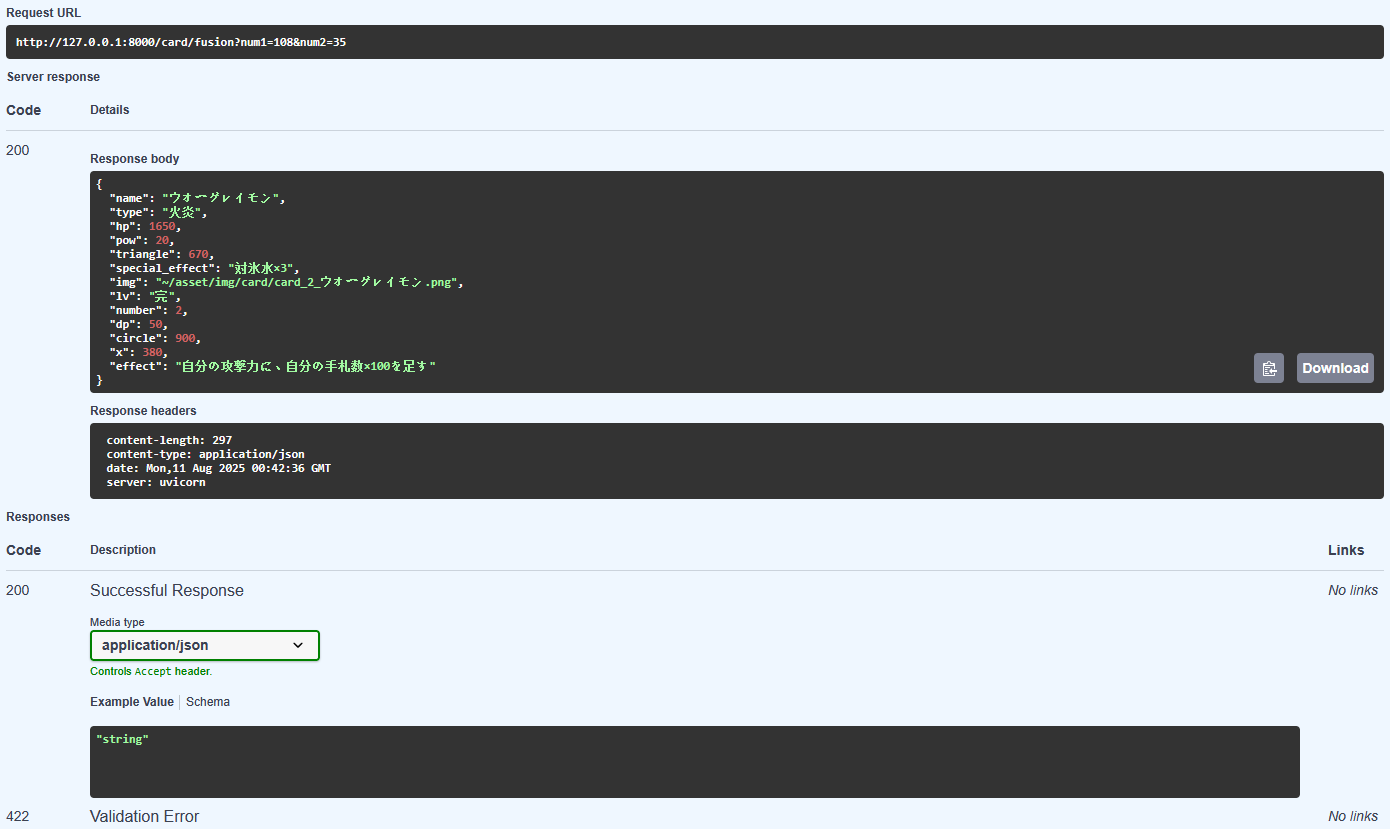 Request URL
http://127.0.0.1:8000/card/fusion?num1=108&num2=35
Server response
Code Details
200
Response body
{
"name": "ウオーグレイモン",
"type": "火炎",
"hp": 1650,
"pow": 20,
"triangle": 670,
"special_effect": "対氷水×3",
"img": "~/asset/img/card/card_2_ウオーグレイモン.png",
"lv": "完",
"number": 2,
"dp": 50,
"circle": 900,
"x": 380,
"effect": "自分の攻撃力に、自分の手札数×100を足す"
}
Download
Response headers
content-length: 297
content-type: application/json
date: Mon,11 Aug 2025 00:42:36 GMT
server: uvicorn
Responses
Code Description Links
200 Successful Response No links
Media type
application/json
Controls Accept header.
Example Value Schema
"string"
422 Validation Error No links